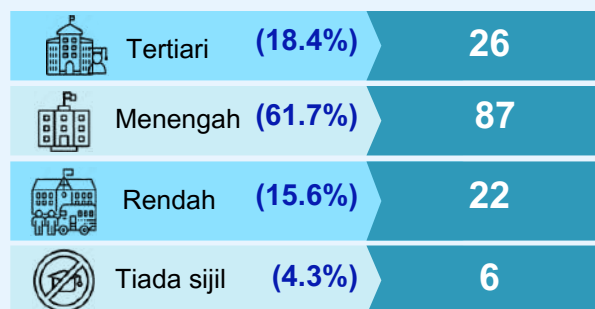 Tertiari (18.4%) 26
Menengah (61.7%) 87
Rendah (15.6%) 22
Tiada sijil (4.3%) 6